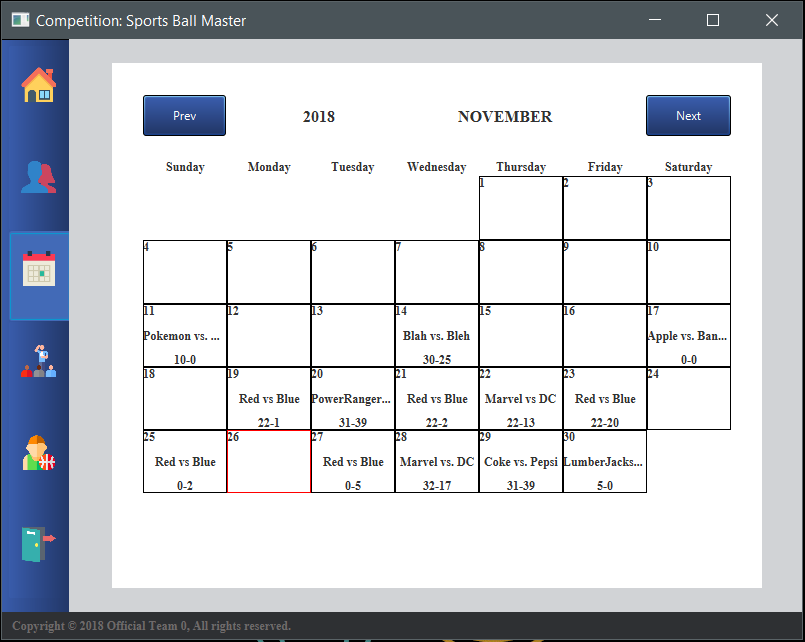 Competition: Sports Ball Master
Prev 2018 NOVEMBER Next
Sunday Monday Tuesday Wednesday Thursday Friday Saturday
1 2 3
4 5 6 7 8 9 10
11 12 13 14 15 16 17
Pokemon vs. ... Blah vs. Bleh Apple vs. Ban...
10-0 30-25 0-0
18 19 20 21 22 23 24
Red vs Blue PowerRanger... Red vs Blue Marvel vs DC Red vs Blue
22-1 31-39 22-2 22-13 22-20
25 26 27 28 29 30
Red vs Blue Red vs Blue Marvel vs. DC Coke vs. Pepsi LumberJacks...
0-2 0-5 32-17 31-39 5-0
Copyright © 2018 Official Team 0, All rights reserved.